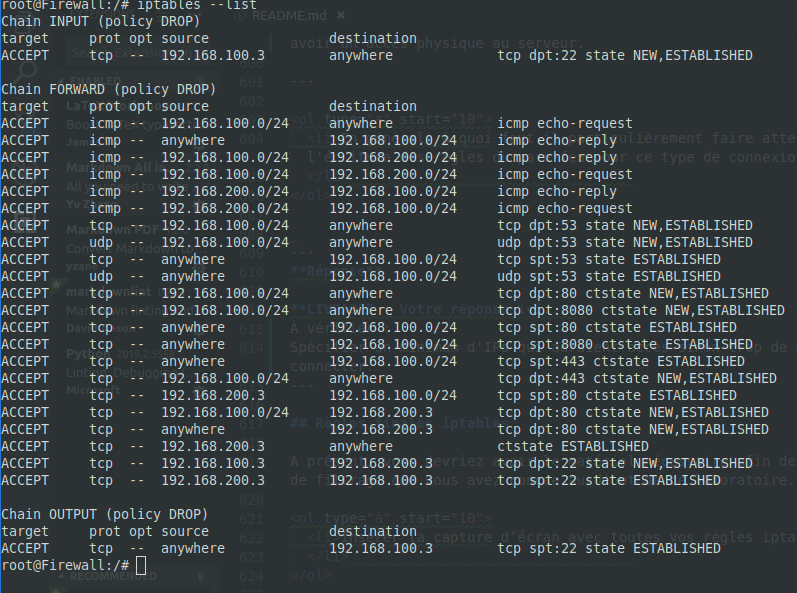 root@Firewall:/# iptables --list
Chain INPUT (policy DROP)
target     prot opt source               destination
ACCEPT     tcp  --  192.168.100.3        anywhere             tcp dpt:22 state NEW,ESTABLISHED

Chain FORWARD (policy DROP)
target     prot opt source               destination
ACCEPT     icmp --  192.168.100.0/24     anywhere             icmp echo-request
ACCEPT     icmp --  anywhere             192.168.100.0/24     icmp echo-reply
ACCEPT     icmp --  192.168.100.0/24     192.168.200.0/24     icmp echo-reply
ACCEPT     icmp --  192.168.100.0/24     192.168.200.0/24     icmp echo-request
ACCEPT     icmp --  192.168.200.0/24     192.168.100.0/24     icmp echo-reply
ACCEPT     icmp --  192.168.200.0/24     192.168.100.0/24     icmp echo-request
ACCEPT     tcp  --  192.168.100.0/24     anywhere             tcp dpt:53 state NEW,ESTABLISHED
ACCEPT     udp  --  192.168.100.0/24     anywhere             udp dpt:53 state NEW,ESTABLISHED
ACCEPT     tcp  --  anywhere             192.168.100.0/24     tcp spt:53 state ESTABLISHED
ACCEPT     udp  --  anywhere             192.168.100.0/24     udp spt:53 state ESTABLISHED
ACCEPT     tcp  --  192.168.100.0/24     anywhere             tcp dpt:80 ctstate NEW,ESTABLISHED
ACCEPT     tcp  --  192.168.100.0/24     anywhere             tcp dpt:8080 ctstate NEW,ESTABLISHED
ACCEPT     tcp  --  anywhere             192.168.100.0/24     tcp spt:80 ctstate ESTABLISHED
ACCEPT     tcp  --  anywhere             192.168.100.0/24     tcp spt:8080 ctstate ESTABLISHED
ACCEPT     tcp  --  anywhere             192.168.100.0/24     tcp spt:443 ctstate ESTABLISHED
ACCEPT     tcp  --  192.168.100.0/24     anywhere             tcp dpt:443 ctstate NEW,ESTABLISHED
ACCEPT     tcp  --  192.168.200.3        192.168.100.0/24     tcp spt:80 ctstate ESTABLISHED
ACCEPT     tcp  --  192.168.100.0/24     192.168.200.3        tcp dpt:80 ctstate NEW,ESTABLISHED
ACCEPT     tcp  --  anywhere             192.168.200.3        tcp dpt:80 ctstate NEW,ESTABLISHED
ACCEPT     tcp  --  192.168.200.3        anywhere             ctstate ESTABLISHED
ACCEPT     tcp  --  192.168.100.3        192.168.200.3        tcp dpt:22 state NEW,ESTABLISHED
ACCEPT     tcp  --  192.168.200.3        192.168.100.3        tcp spt:22 state ESTABLISHED

Chain OUTPUT (policy DROP)
target     prot opt source               destination
ACCEPT     tcp  --  anywhere             192.168.100.3        tcp spt:22 state ESTABLISHED
root@Firewall:/#
README.md
avoir un accès physique au serveur.